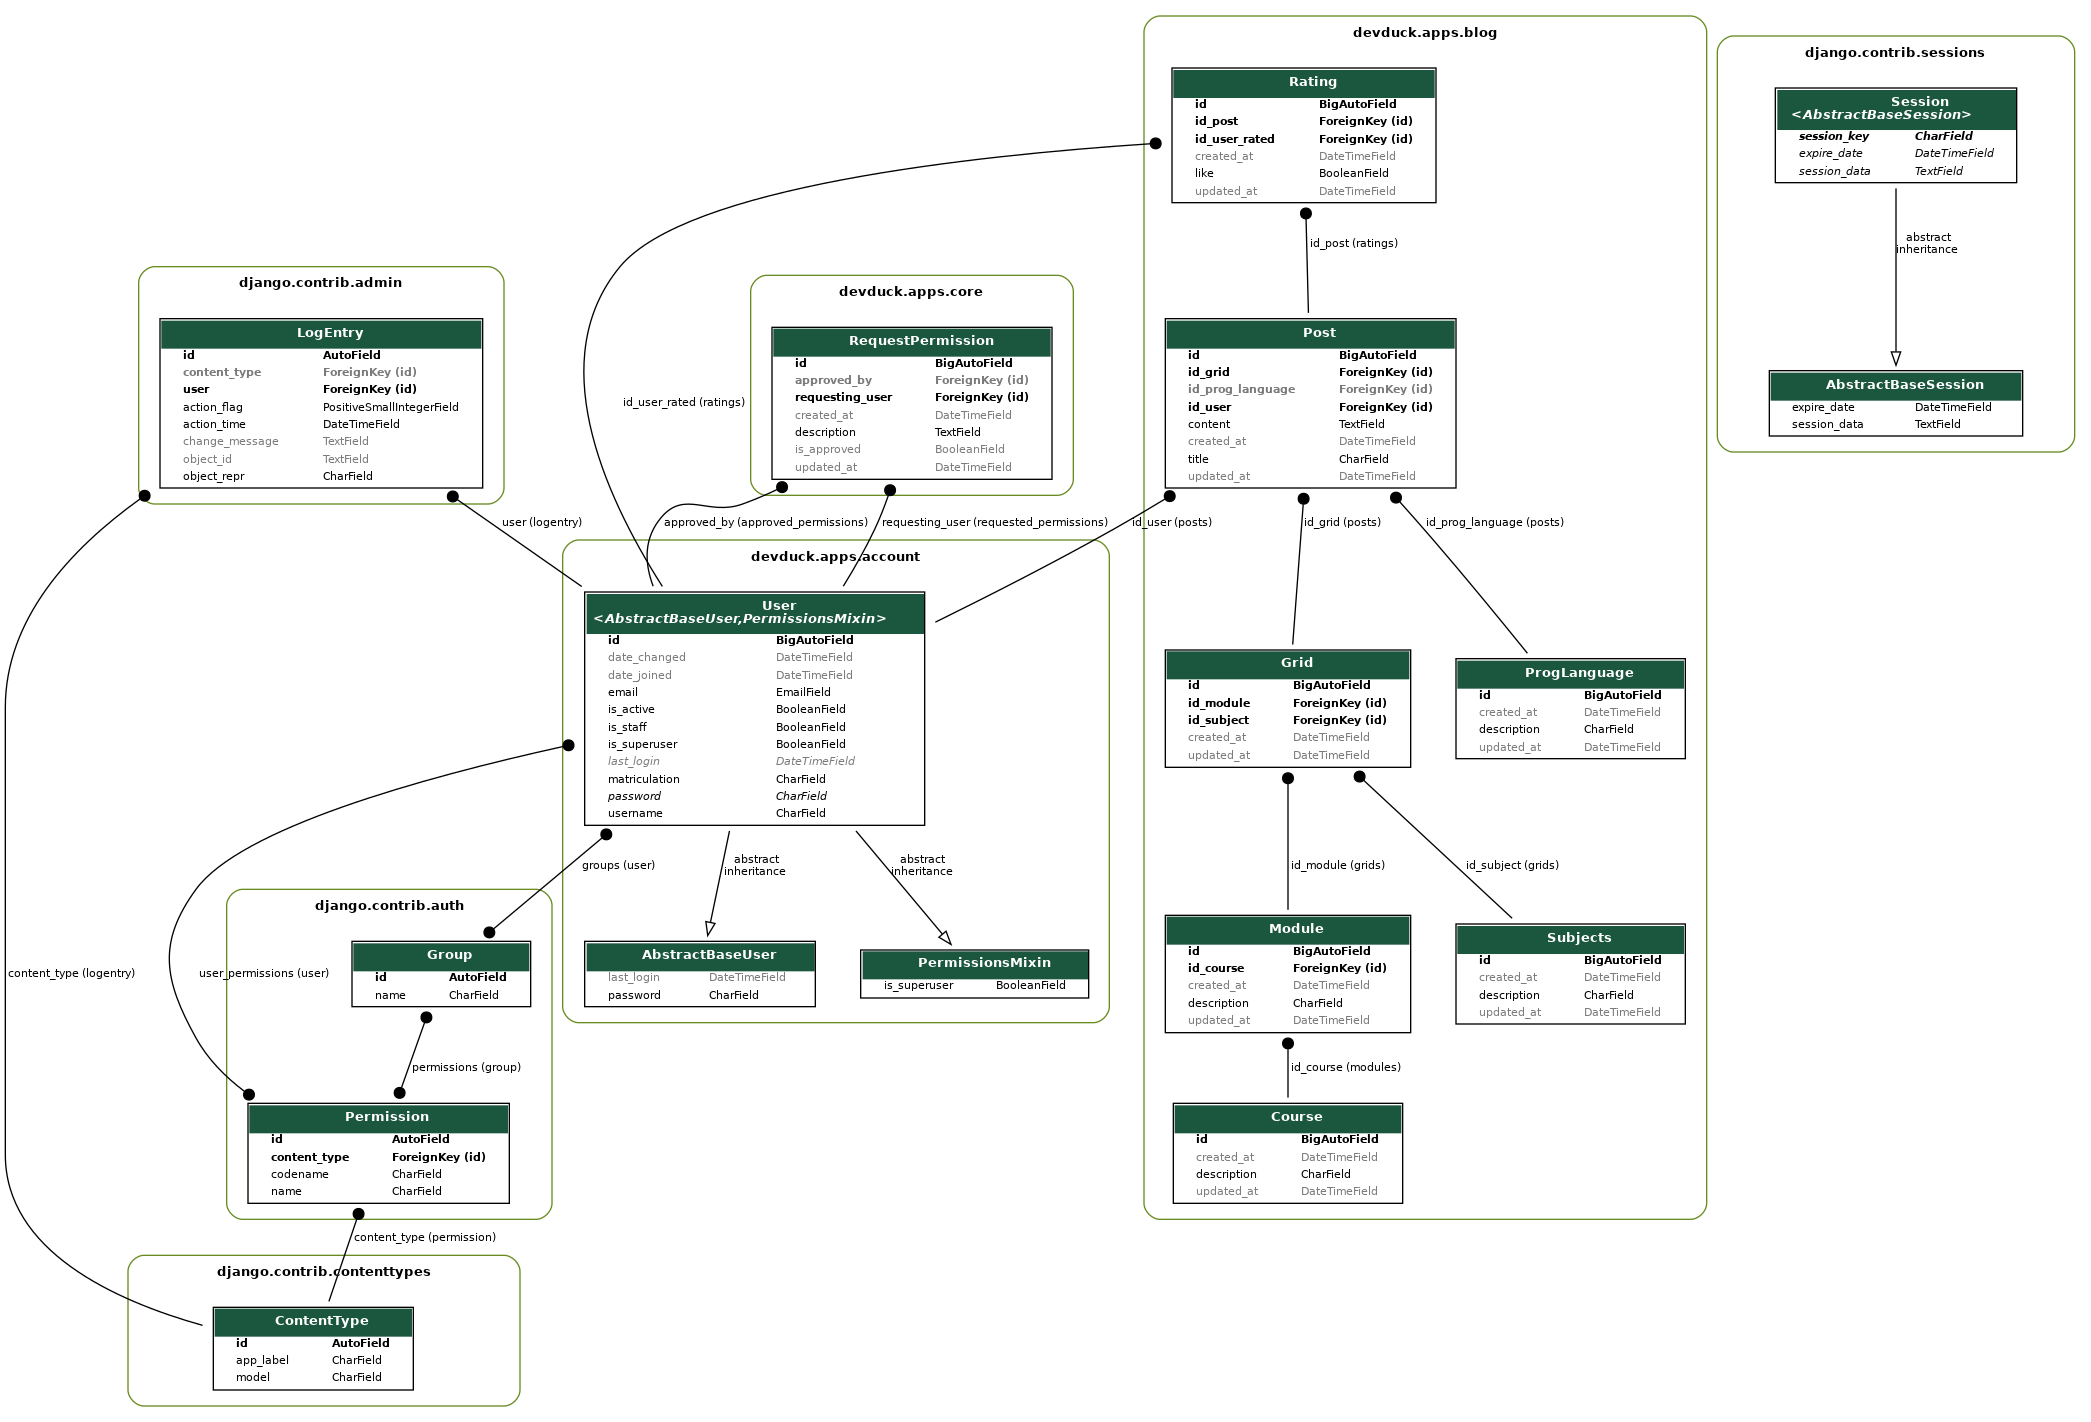 devduck.apps.blog
Rating
id BigAutoField
id_post ForeignKey (id)
id_user_rated ForeignKey (id)
created_at DateTimeField
like BooleanField
updated_at DateTimeField
id_post (ratings)
django.contrib.sessions
Session
<AbstractBaseSession>
session_key CharField
expire_date DateTimeField
session_data TextField
abstract
inheritance
AbstractBaseSession
expire_date DateTimeField
session_data TextField
django.contrib.admin
LogEntry
id AutoField
content_type ForeignKey (id)
user ForeignKey (id)
action_flag PositiveSmallIntegerField
action_time DateTimeField
change_message TextField
object_id TextField
object_repr CharField
id_user_rated (ratings)
devduck.apps.core
RequestPermission
id BigAutoField
approved_by ForeignKey (id)
requesting_user ForeignKey (id)
created_at DateTimeField
description TextField
is_approved BooleanField
updated_at DateTimeField
Post
id BigAutoField
id_grid ForeignKey (id)
id_prog_language ForeignKey (id)
id_user ForeignKey (id)
content TextField
created_at DateTimeField
title CharField
updated_at DateTimeField
user (logentry)
approved_by (approved_permissions)
requesting_user (requested_permissions)
id_user (posts)
id_grid (posts)
id_prog_language (posts)
devduck.apps.account
User
<AbstractBaseUser,PermissionsMixin>
id BigAutoField
date_changed DateTimeField
date_joined DateTimeField
email EmailField
is_active BooleanField
is_staff BooleanField
is_superuser BooleanField
last_login DateTimeField
matriculation CharField
password CharField
username CharField
Grid
id BigAutoField
id_module ForeignKey (id)
id_subject ForeignKey (id)
created_at DateTimeField
updated_at DateTimeField
ProgLanguage
id BigAutoField
created_at DateTimeField
description CharField
updated_at DateTimeField
groups (user)
abstract
inheritance
abstract
inheritance
id_module (grids)
id_subject (grids)
django.contrib.auth
Group
id AutoField
name CharField
AbstractBaseUser
last_login DateTimeField
password CharField
PermissionsMixin
is_superuser BooleanField
Module
id BigAutoField
id_course ForeignKey (id)
created_at DateTimeField
description CharField
updated_at DateTimeField
Subjects
id BigAutoField
created_at DateTimeField
description CharField
updated_at DateTimeField
content_type (logentry)
user_permissions (user)
permissions (group)
id_course (modules)
Permission
id AutoField
content_type ForeignKey (id)
codename CharField
name CharField
Course
id BigAutoField
created_at DateTimeField
description CharField
updated_at DateTimeField
content_type (permission)
django.contrib.contenttypes
ContentType
id AutoField
app_label CharField
model CharField